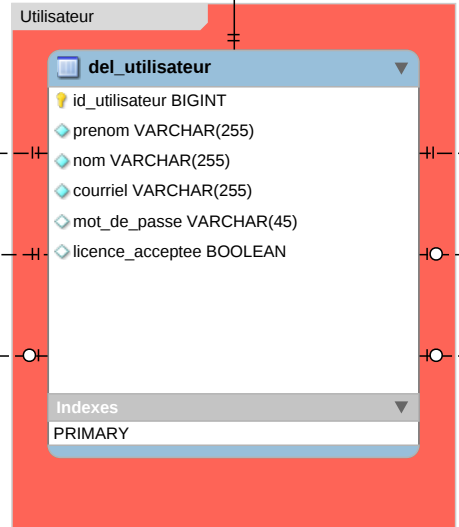 Utilisateur
del_utilisateur
id_utilisateur BIGINT
prenom VARCHAR(255)
nom VARCHAR(255)
courriel VARCHAR(255)
mot_de_passe VARCHAR(45)
licence_acceptee BOOLEAN
Indexes
PRIMARY